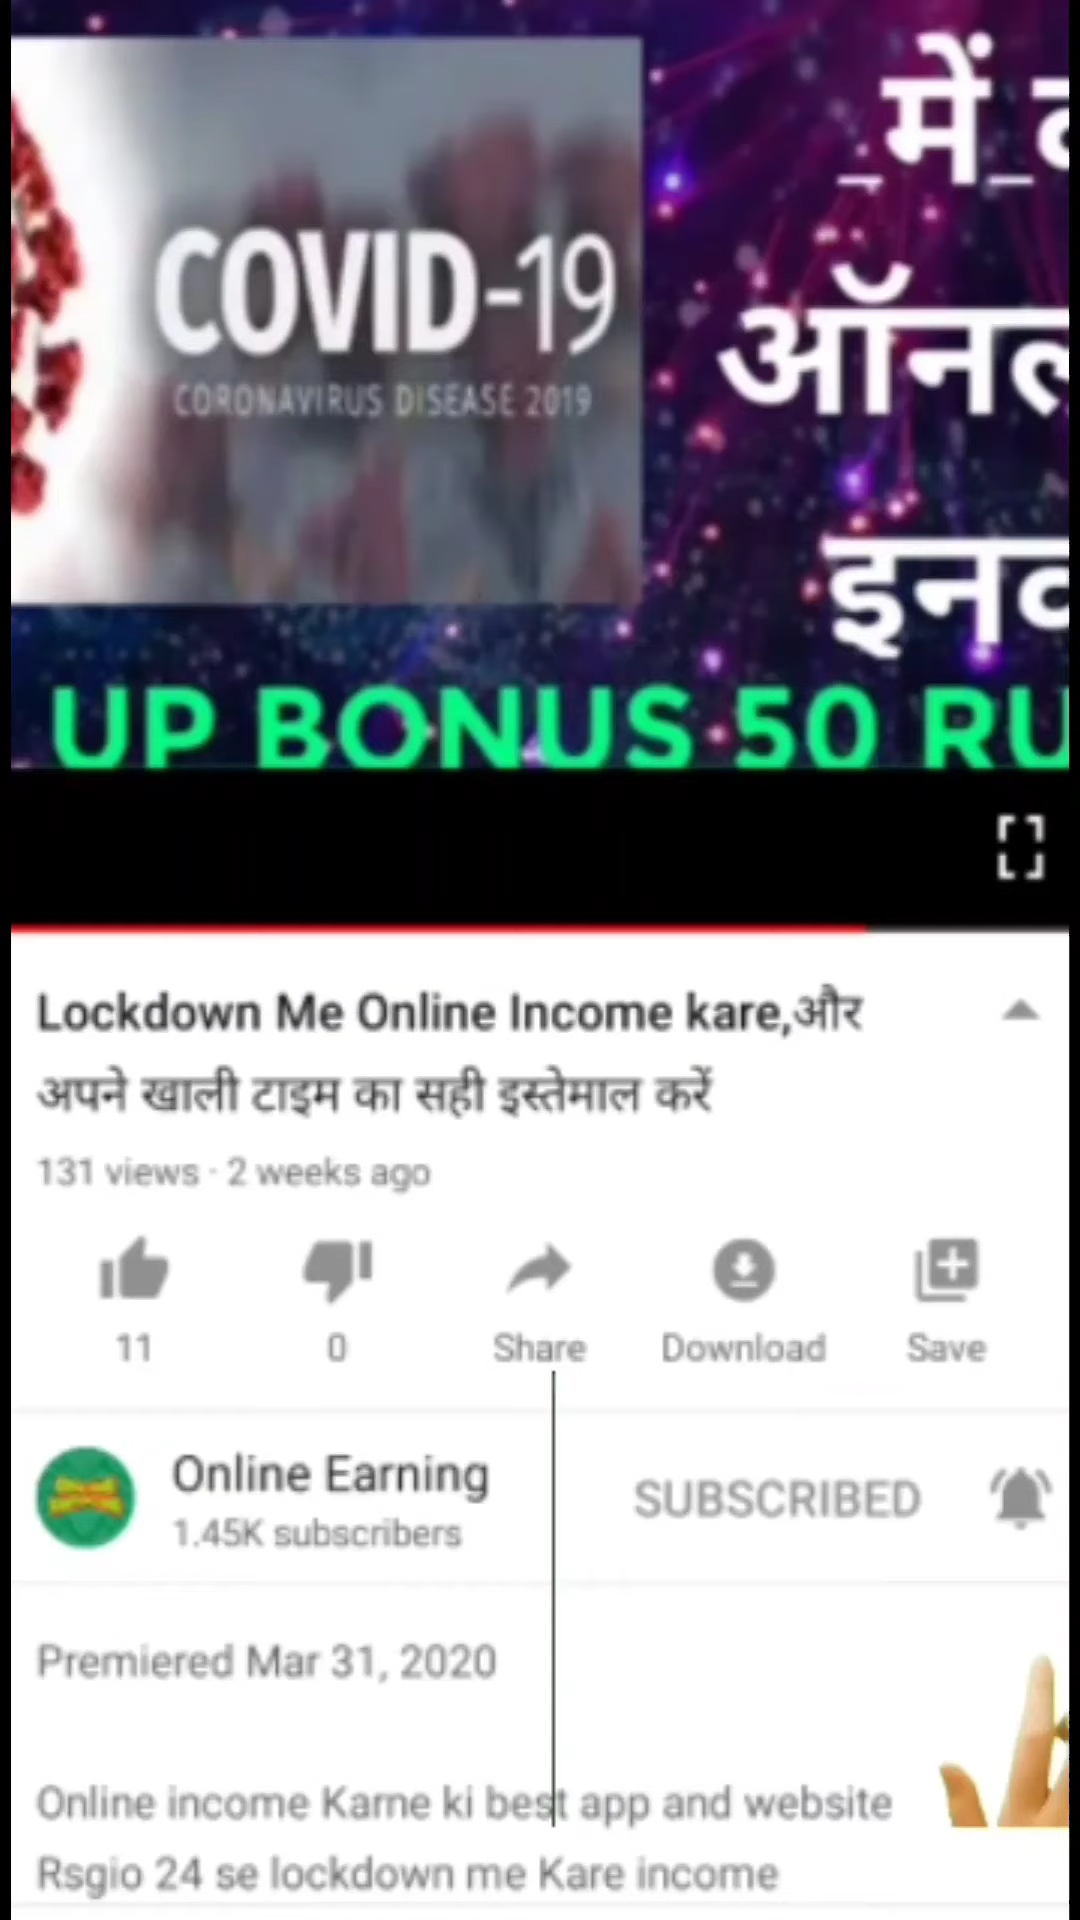 में
COVID-19
CORONAVIRUS DISEASE 2019
UP BONUS 50 RU
Lockdown Me Online Income kare,और
अपने खाली टाइम का सही इस्तेमाल करें
131 views · 2 weeks ago
11 0 Share Download Save
Online Earning
1.45K subscribers
SUBSCRIBED
Premiered Mar 31, 2020
Online income Karne ki best app and website
Rsgio 24 se lockdown me Kare income